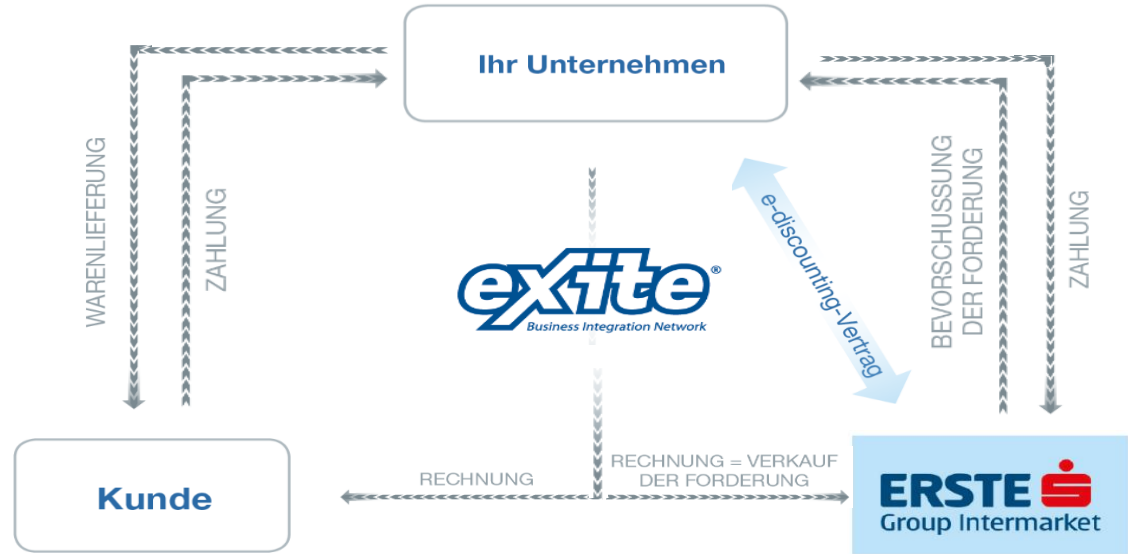 Ihr Unternehmen
WARENLIEFERUNG
ZAHLUNG
eXite®
Business Integration Network
e-discounting-Vertrag
BEVORSCHUSSUNG
DER FORDERUNG
ZAHLUNG
Kunde
RECHNUNG
RECHNUNG = VERKAUF
DER FORDERUNG
ERSTE
Group Intermarket